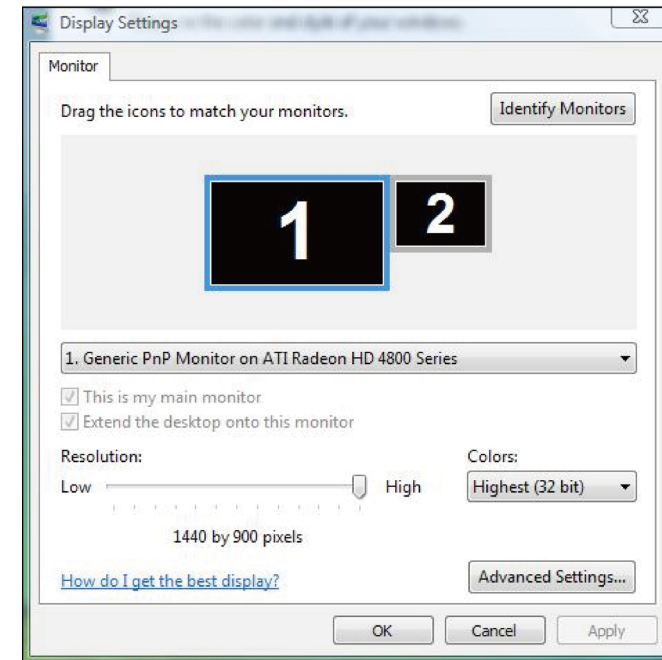 Display Settings
Monitor
Drag the icons to match your monitors.
Identify Monitors
1
2
1. Generic PnP Monitor on ATI Radeon HD 4800 Series
This is my main monitor
Extend the desktop onto this monitor
Resolution:
Colors:
Low
High
Highest (32 bit)
1440 by 900 pixels
How do I get the best display?
Advanced Settings...
OK
Cancel
Apply